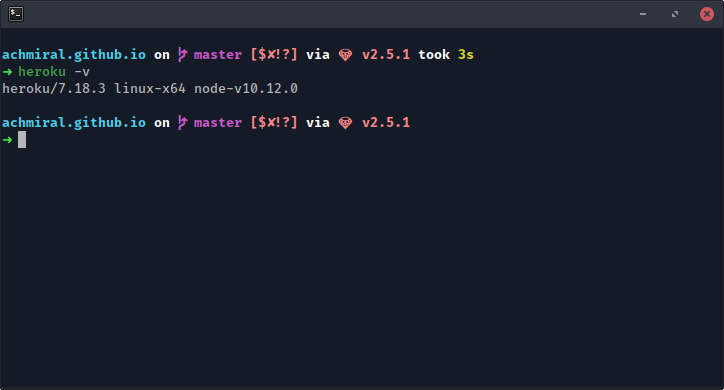 achmiral.github.io on master [$✘!?] via 💎 v2.5.1 took 3s
➜ heroku -v
heroku/7.18.3 linux-x64 node-v10.12.0
achmiral.github.io on master [$✘!?] via 💎 v2.5.1
➜